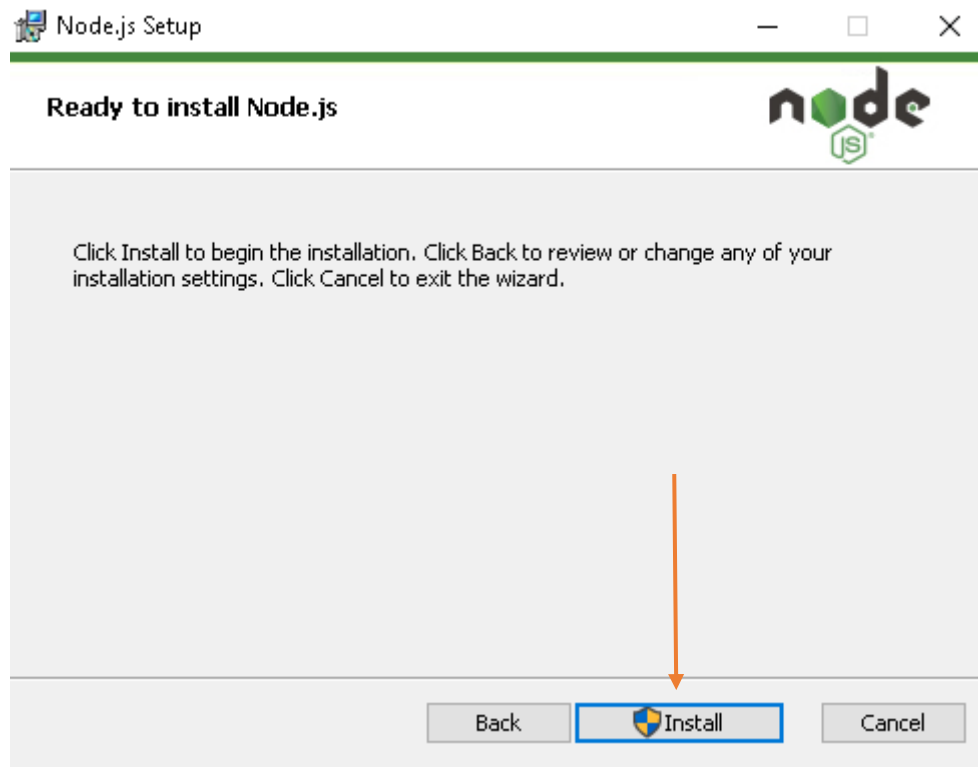 Node.js Setup
Ready to install Node.js
node
JS
Click Install to begin the installation. Click Back to review or change any of your
installation settings. Click Cancel to exit the wizard.
Back
Install
Cancel